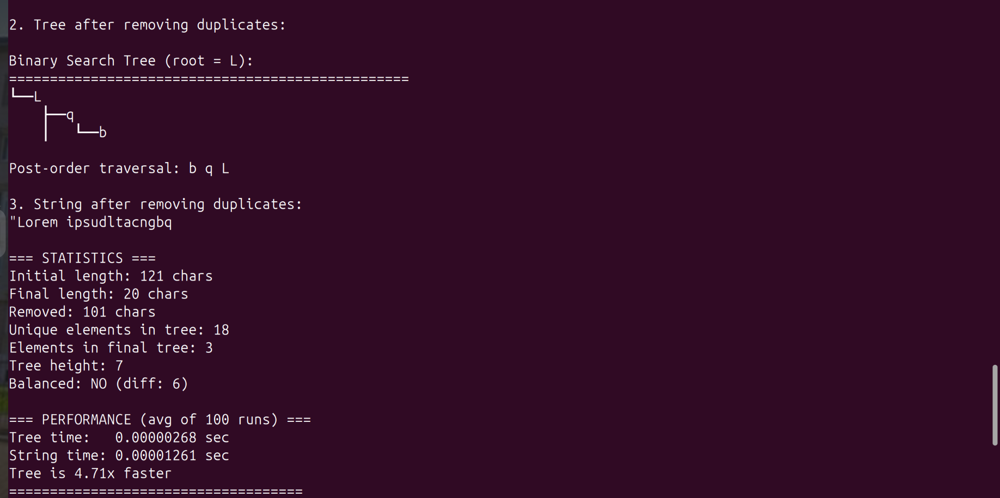 2. Tree after removing duplicates:
Binary Search Tree (root = L):
=================================================
└──L
    ├──q
    │   └──b
Post-order traversal: b q L
3. String after removing duplicates:
"Lorem ipsudltacngbq
=== STATISTICS ===
Initial length: 121 chars
Final length: 20 chars
Removed: 101 chars
Unique elements in tree: 18
Elements in final tree: 3
Tree height: 7
Balanced: NO (diff: 6)
=== PERFORMANCE (avg of 100 runs) ===
Tree time:   0.00000268 sec
String time: 0.00001261 sec
Tree is 4.71x faster
====================================